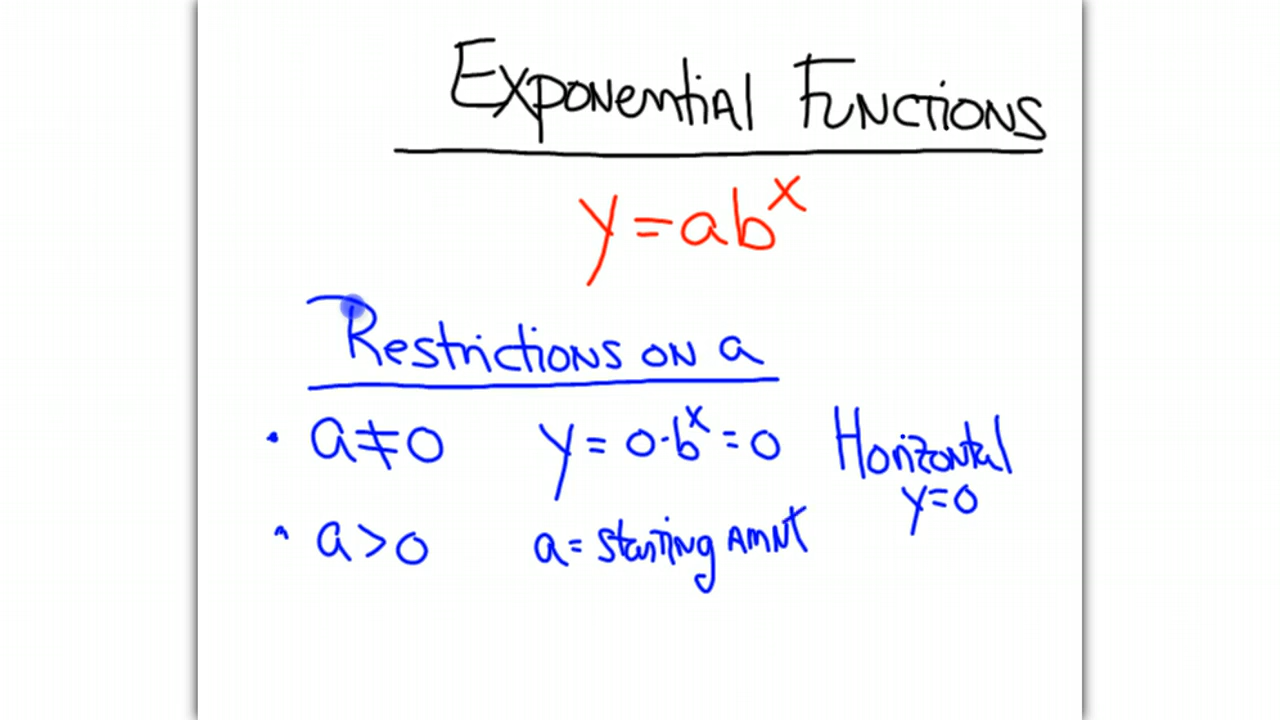 Exponential Functions
y = ab^x
Restrictions on a
• a ≠ 0 y = 0·b^x = 0 Horizontal
y = 0
• a > 0 a = starting amnt